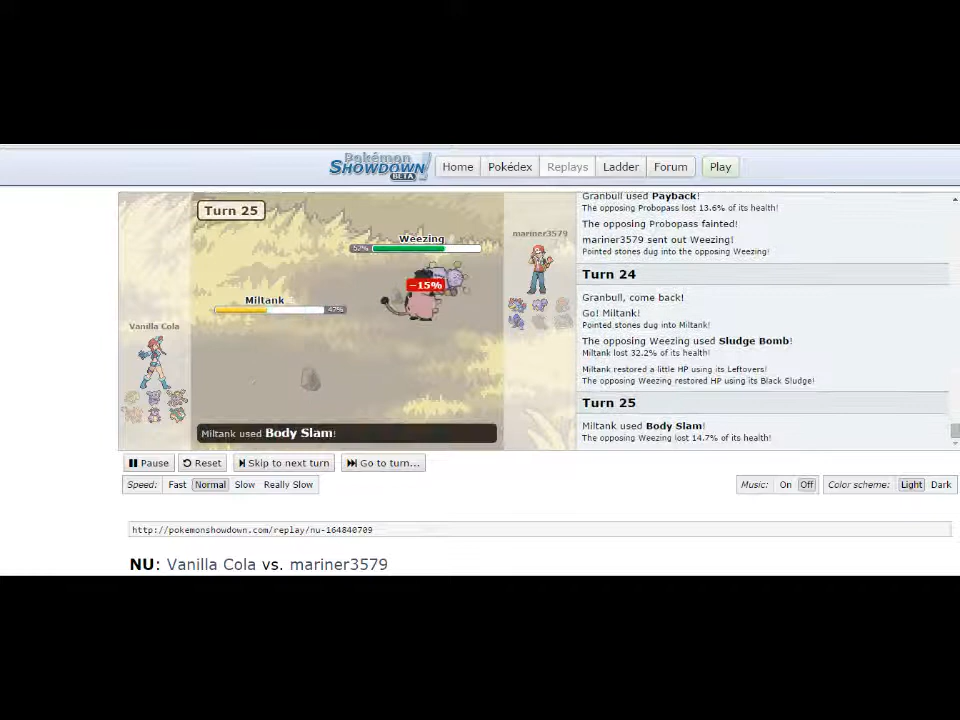 Pokémon
SHOWDOWN
BETA
Home
Pokédex
Replays
Ladder
Forum
Play
Turn 25
Weezing
52%
−15%
Miltank
47%
Vanilla Cola
mariner3579
Miltank used Body Slam!
Granbull used Payback!
The opposing Probopass lost 13.6% of its health!
The opposing Probopass fainted!
mariner3579 sent out Weezing!
Pointed stones dug into the opposing Weezing!
Turn 24
Granbull, come back!
Go! Miltank!
Pointed stones dug into Miltank!
The opposing Weezing used Sludge Bomb!
Miltank lost 32.2% of its health!
Miltank restored a little HP using its Leftovers!
The opposing Weezing restored HP using its Black Sludge!
Turn 25
Miltank used Body Slam!
The opposing Weezing lost 14.7% of its health!
Pause
Reset
Skip to next turn
Go to turn...
Speed: Fast Normal Slow Really Slow
Music: On Off
Color scheme: Light Dark
http://pokemonshowdown.com/replay/nu-164840709
NU: Vanilla Cola vs. mariner3579